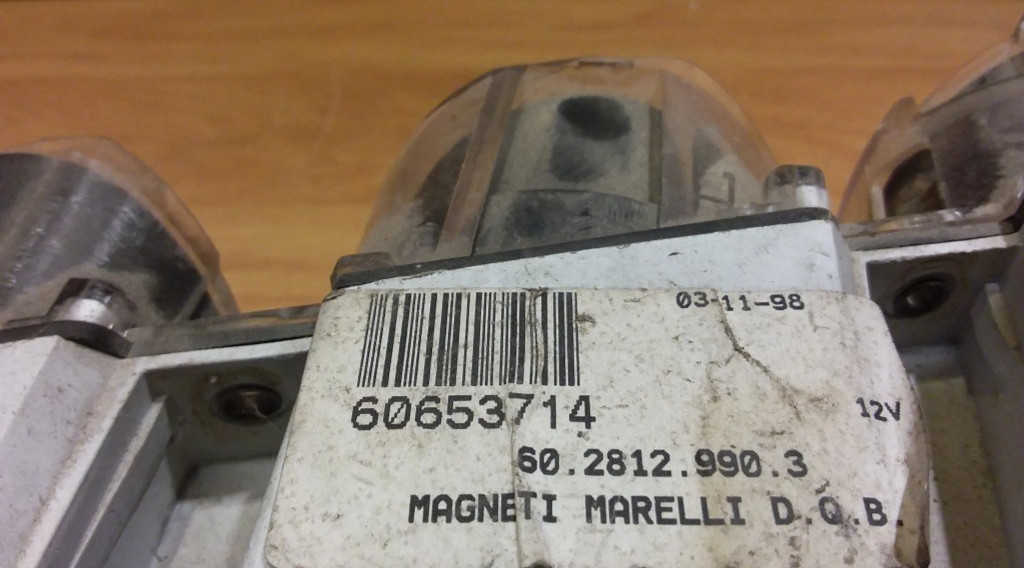 03-11-98
60653714
12V
60.2812.990.3
MAGNETI MARELLI D.Q.B.